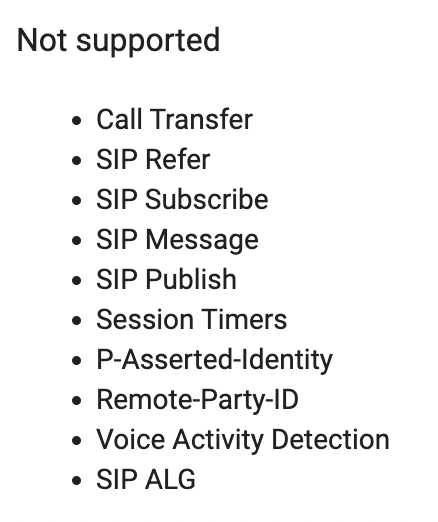 Not supported
• Call Transfer
• SIP Refer
• SIP Subscribe
• SIP Message
• SIP Publish
• Session Timers
• P-Asserted-Identity
• Remote-Party-ID
• Voice Activity Detection
• SIP ALG